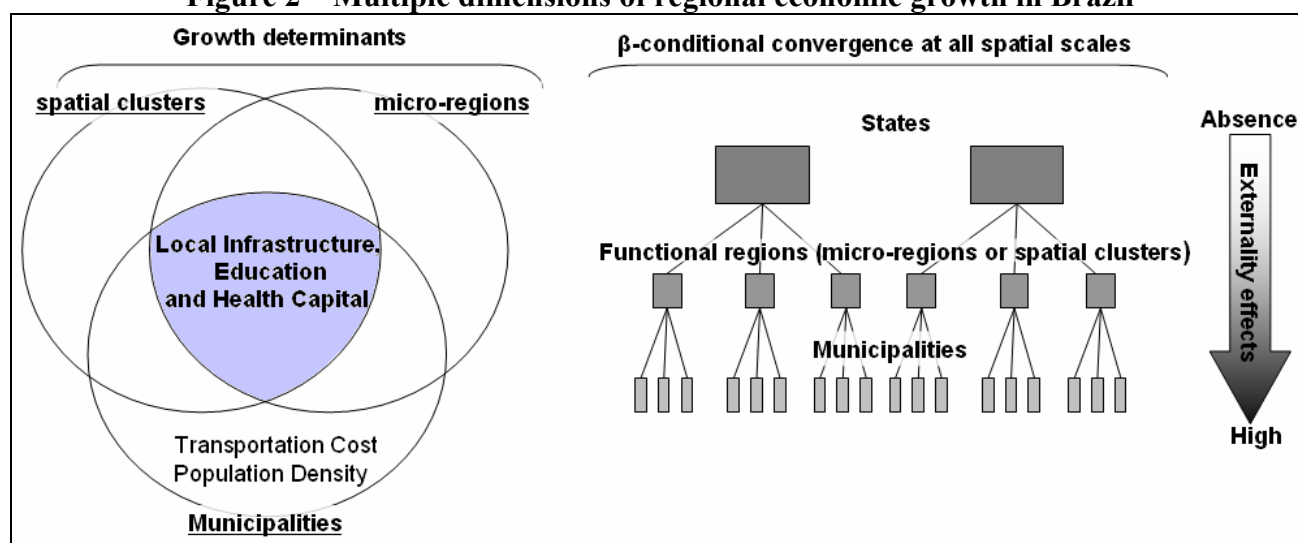 Figure 2 – Multiple dimensions of regional economic growth in Brazil
Growth determinants
spatial clusters
micro-regions
Local Infrastructure,
Education
and Health Capital
Transportation Cost
Population Density
Municipalities
β-conditional convergence at all spatial scales
States
Functional regions (micro-regions or spatial clusters)
Municipalities
Absence
Externality effects
High